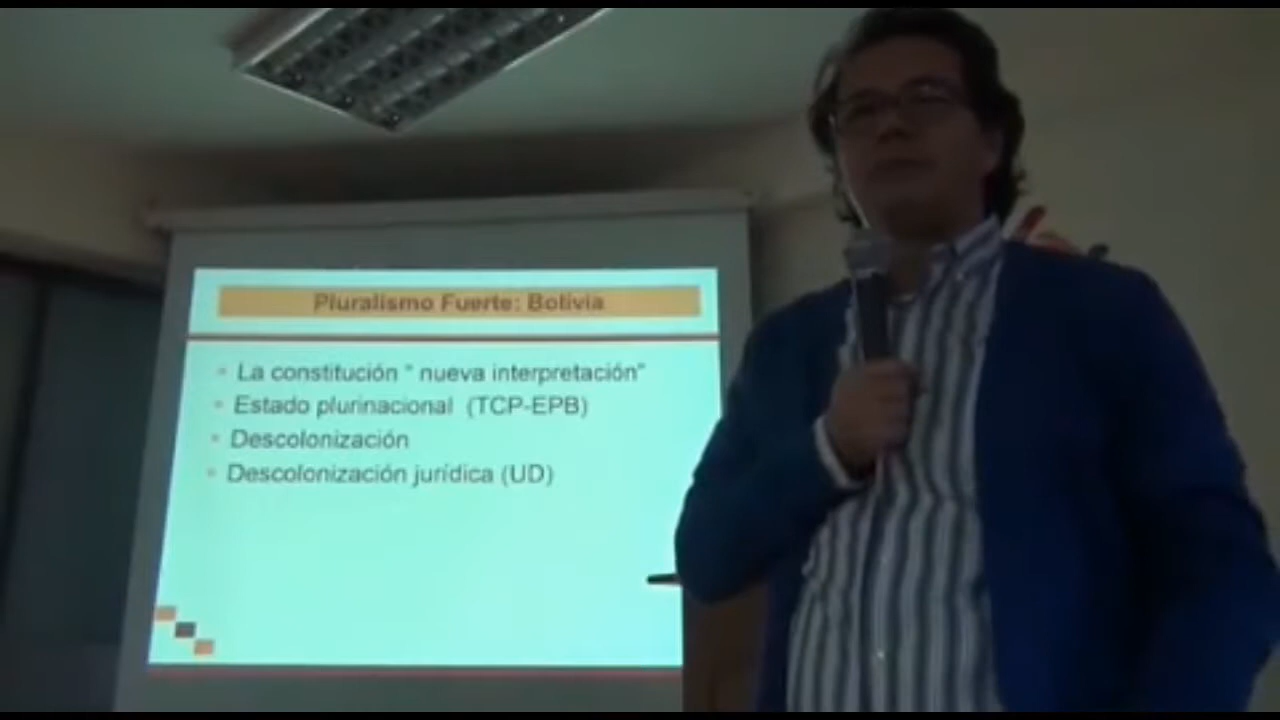 Pluralismo Fuerte: Bolivia
La constitución " nueva interpretación"
Estado plurinacional (TCP-EPB)
Descolonización
Descolonización jurídica (UD)